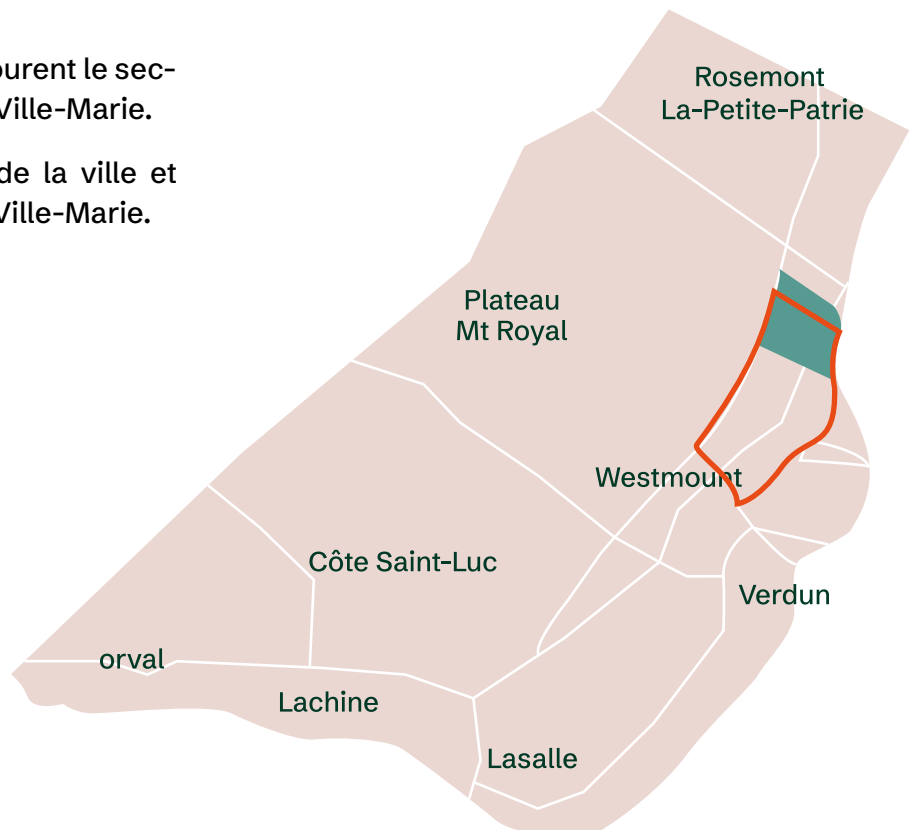 ourent le sec-
Ville-Marie.
de la ville et
Ville-Marie.
Rosemont
La-Petite-Patrie
Plateau
Mt Royal
Westmount
Côte Saint-Luc
Verdun
orval
Lachine
Lasalle